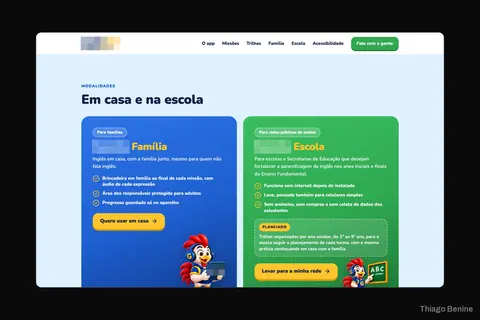 O app Missões Trilhas Família Escola Acessibilidade Fale com a gente
MODALIDADES
Em casa e na escola
Para famílias
Família
Inglês em casa, com a família junto, mesmo para quem não
fala inglês.
Brincadeira em família ao final de cada missão, com
áudio de cada expressão
Área dos responsáveis protegida para adultos
Progresso guardado só no aparelho
Quero usar em casa →
Para redes públicas de ensino
Escola
Para escolas e Secretarias de Educação que desejam
fortalecer a aprendizagem de inglês nos anos iniciais e finais
do Ensino Fundamental.
Funciona sem internet depois de instalado
Leve, pensado também para celulares simples
Sem anúncios, sem compras e sem coleta de dados dos
estudantes
PLANEJADO
Trilhas organizadas por ano escolar, do 1º ao 9º ano, para a
escola seguir o planejamento de cada turma, com a mesma
prática continuando em casa com a família.
Levar para a minha rede →
ABC
Thiago Benine